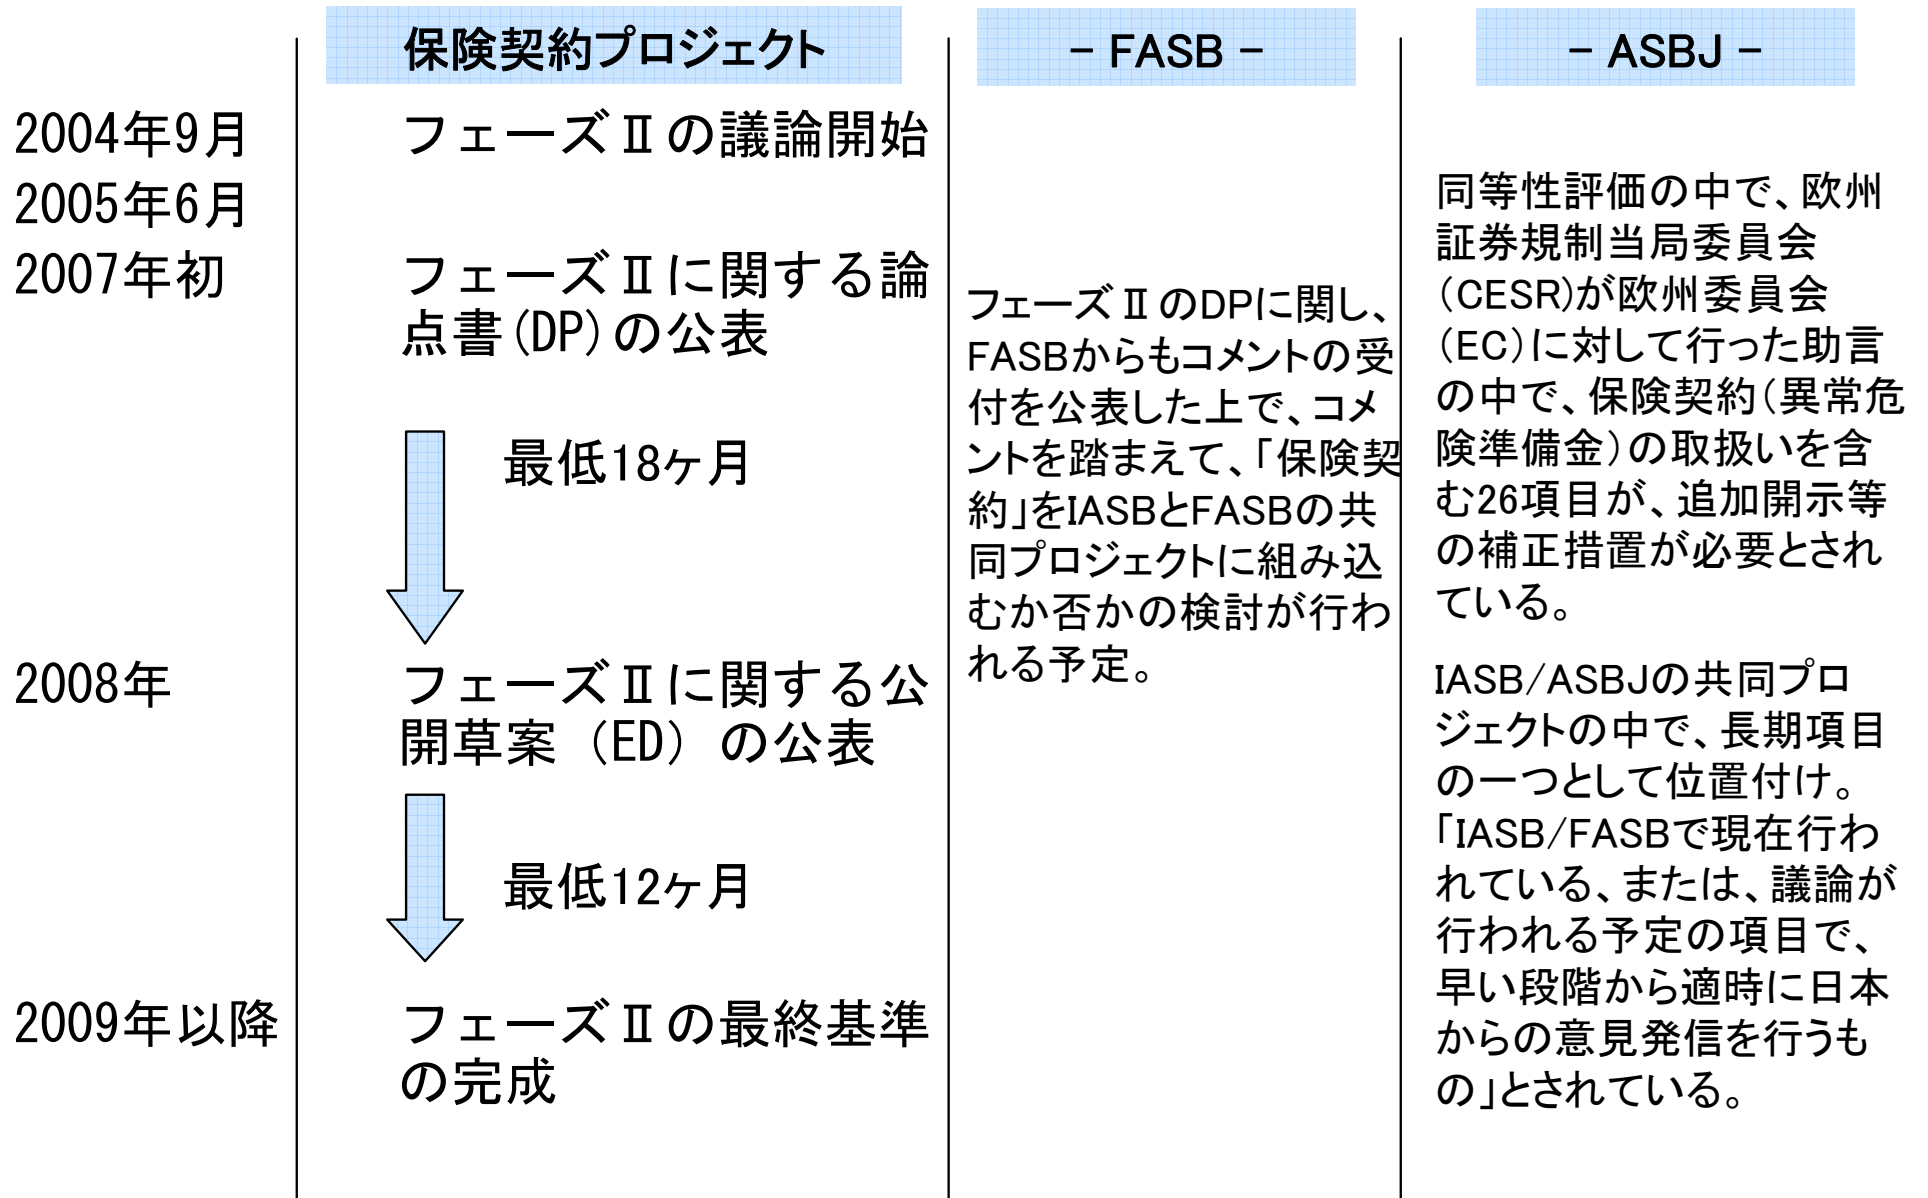 保険契約プロジェクト
− FASB −
− ASBJ −
2004年9月
フェーズⅡの議論開始
2005年6月
2007年初
フェーズⅡに関する論
点書(DP)の公表
最低18ヶ月
2008年
フェーズⅡに関する公
開草案（ED）の公表
最低12ヶ月
2009年以降
フェーズⅡの最終基準
の完成
フェーズⅡのDPに関し、
FASBからもコメントの受
付を公表した上で、コメ
ントを踏まえて、「保険契
約」をIASBとFASBの共
同プロジェクトに組み込
むか否かの検討が行わ
れる予定。
同等性評価の中で、欧州
証券規制当局委員会
（CESR)が欧州委員会
（EC）に対して行った助言
の中で、保険契約（異常危
険準備金）の取扱いを含
む26項目が、追加開示等
の補正措置が必要とされ
ている。
IASB/ASBJの共同プロ
ジェクトの中で、長期項目
の一つとして位置付け。
「IASB/FASBで現在行わ
れている、または、議論が
行われる予定の項目で、
早い段階から適時に日本
からの意見発信を行うも
の」とされている。